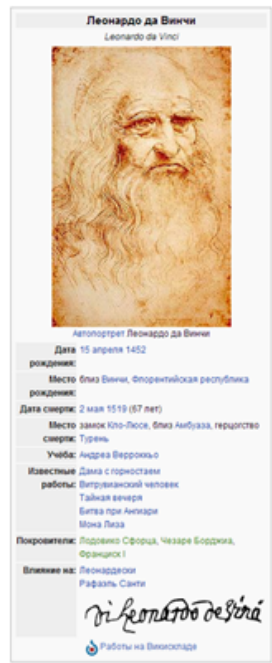 Леонардо да Винчи
Leonardo da Vinci
Автопортрет Леонардо да Винчи
Дата рождения: 15 апреля 1452
Место рождения: близ Винчи, Флорентийская республика
Дата смерти: 2 мая 1519 (67 лет)
Место смерти: замок Кло-Люсе, близ Амбуаза, герцогство Турень
Учёба: Андреа Верроккьо
Известные работы: Дама с горностаем
Витрувианский человек
Тайная вечеря
Битва при Ангиари
Мона Лиза
Покровители: Лодовико Сфорца, Чезаре Борджиа,
Франциск I
Влияние на: Леонардески
Рафаэль Санти
Работы на Викискладе